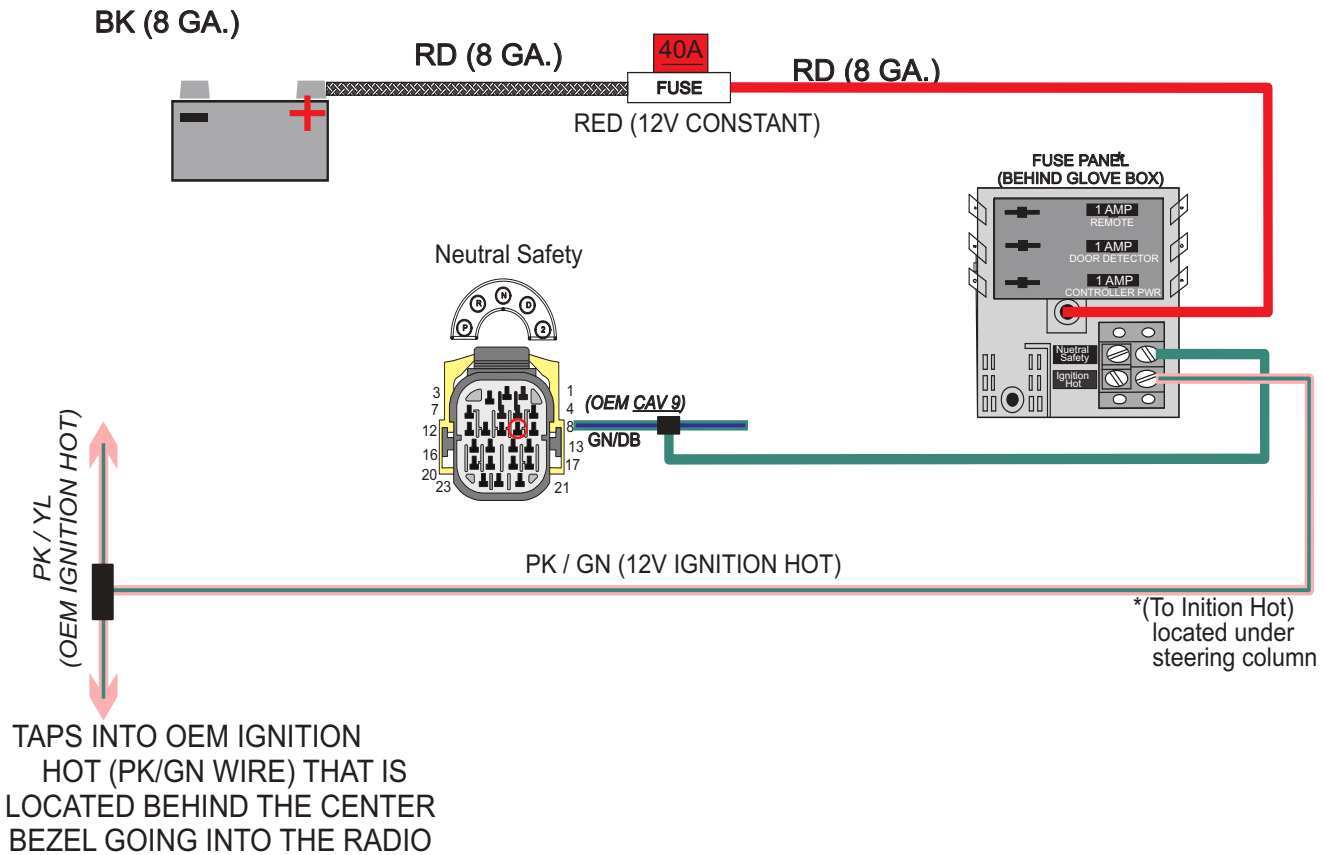 BK (8 GA.)
RD (8 GA.)
40A
FUSE
RD (8 GA.)
RED (12V CONSTANT)
FUSE PANEL*
(BEHIND GLOVE BOX)
1 AMP
REMOTE
1 AMP
DOOR DETECTOR
1 AMP
CONTROLLER PWR
Nuetral
Safety
Ignition
Hot
Neutral Safety
P
R
N
D
2
3
1
7
4
12
8
16
13
20
17
23
21
(OEM CAV 9)
GN/DB
PK / YL
(OEM IGNITION HOT)
PK / GN (12V IGNITION HOT)
*(To Inition Hot)
located under
steering column
TAPS INTO OEM IGNITION
HOT (PK/GN WIRE) THAT IS
LOCATED BEHIND THE CENTER
BEZEL GOING INTO THE RADIO